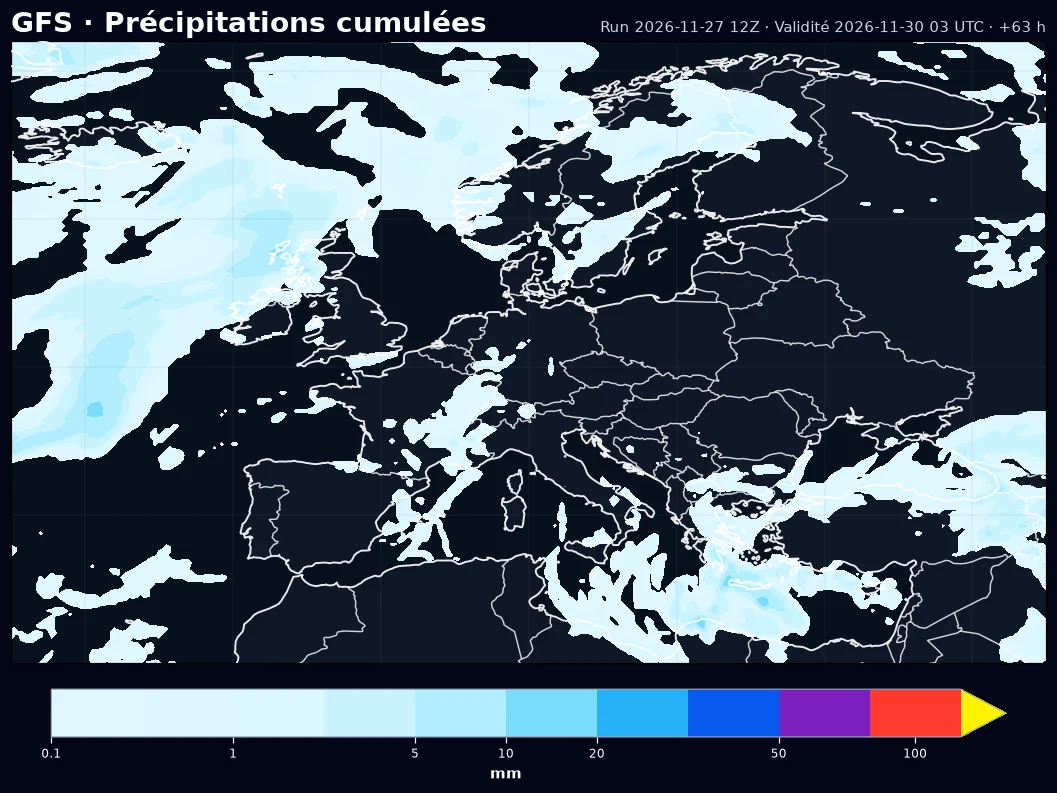 GFS · Précipitations cumulées
Run 2026-11-27 12Z · Validité 2026-11-30 03 UTC · +63 h
0.1 1 5 10 20 50 100
mm